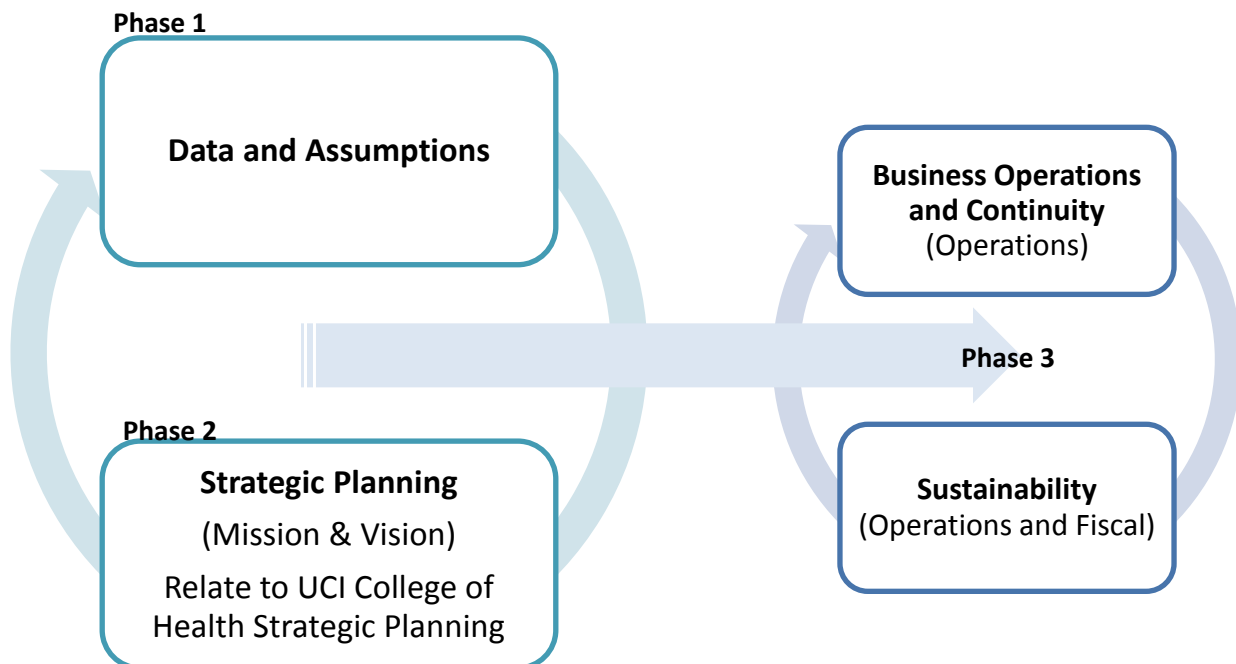 Phase 1
Data and Assumptions
Phase 2
Strategic Planning
(Mission & Vision)
Relate to UCI College of
Health Strategic Planning
Phase 3
Business Operations
and Continuity
(Operations)
Sustainability
(Operations and Fiscal)